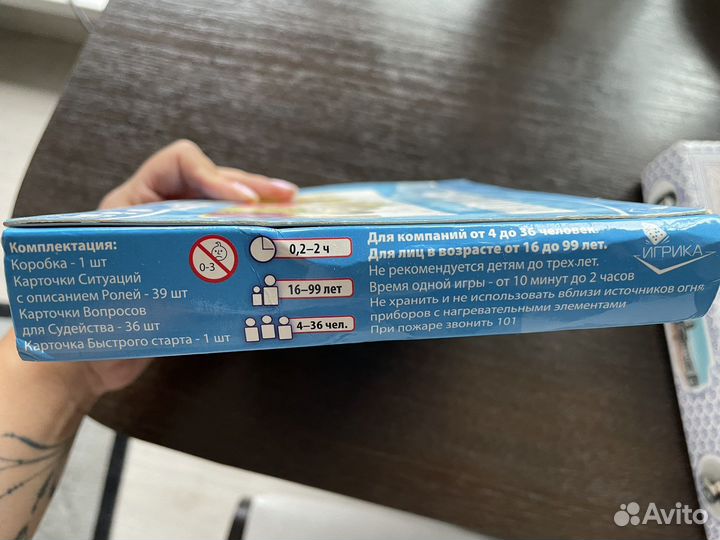 Комплектация:
Коробка - 1 шт
Карточки Ситуаций
с описанием Ролей - 39 шт
Карточки Вопросов
для Судейства - 36 шт
Карточка Быстрого старта - 1 шт
0-3
0,2–2 ч
16–99 лет
4–36 чел.
Для компаний от 4 до 36 человек.
Для лиц в возрасте от 16 до 99 лет.
Не рекомендуется детям до трех лет.
Время одной игры - от 10 минут до 2 часов
Не хранить и не использовать вблизи источников огня,
приборов с нагревательными элементами
При пожаре звонить 101
ИГРИКА
Avito